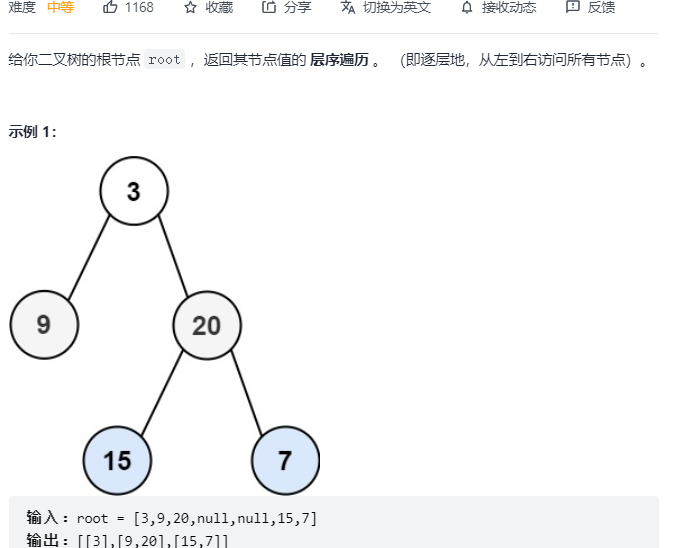 难度 中等 1168 收藏 分享 切换为英文 接收动态 反馈
给你二叉树的根节点 root ，返回其节点值的 层序遍历 。 （即逐层地，从左到右访问所有节点）。
示例 1：
3
9 20
15 7
输入：root = [3,9,20,null,null,15,7]
输出：[[3],[9,20],[15,7]]